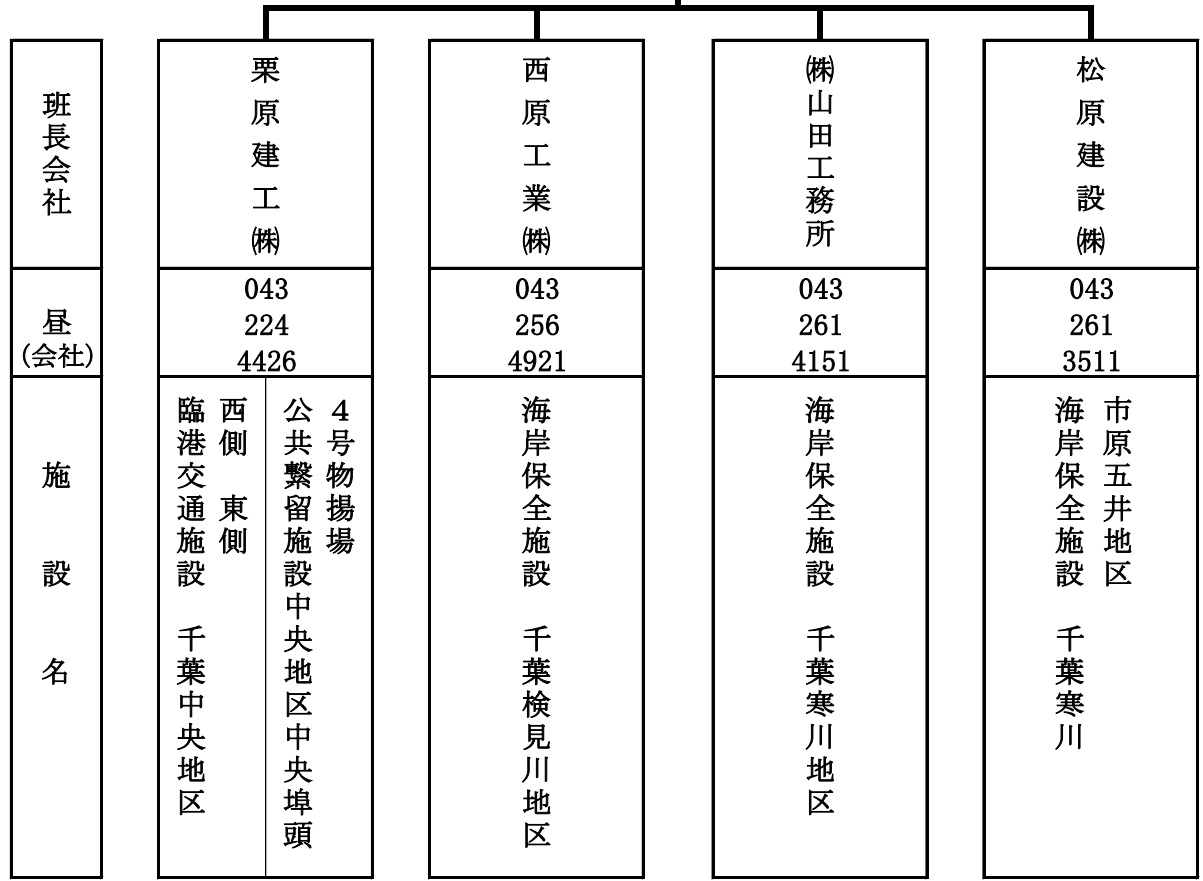 班長会社
昼
(会社)
施設名
栗原建工㈱
043
224
4426
臨港交通施設　千葉中央地区
西側　東側
公共繋留施設中央地区中央埠頭
４号物揚場
西原工業㈱
043
256
4921
海岸保全施設　千葉検見川地区
㈱山田工務所
043
261
4151
海岸保全施設　千葉寒川地区
松原建設㈱
043
261
3511
海岸保全施設　千葉寒川
市原五井地区